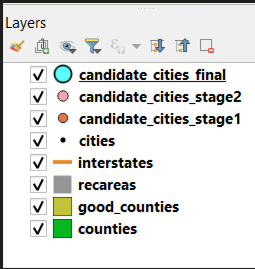 Layers
candidate_cities_final
candidate_cities_stage2
candidate_cities_stage1
cities
interstates
recareas
good_counties
counties